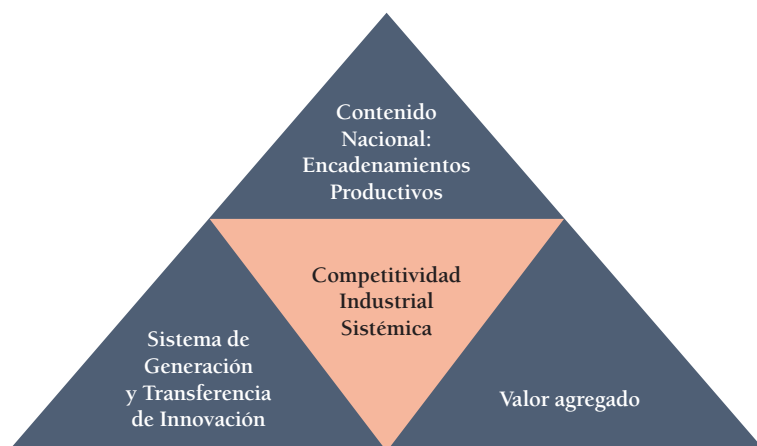 Contenido
Nacional:
Encadenamientos
Productivos
Competitividad
Industrial
Sistémica
Sistema de
Generación
y Transferencia
de Innovación
Valor agregado